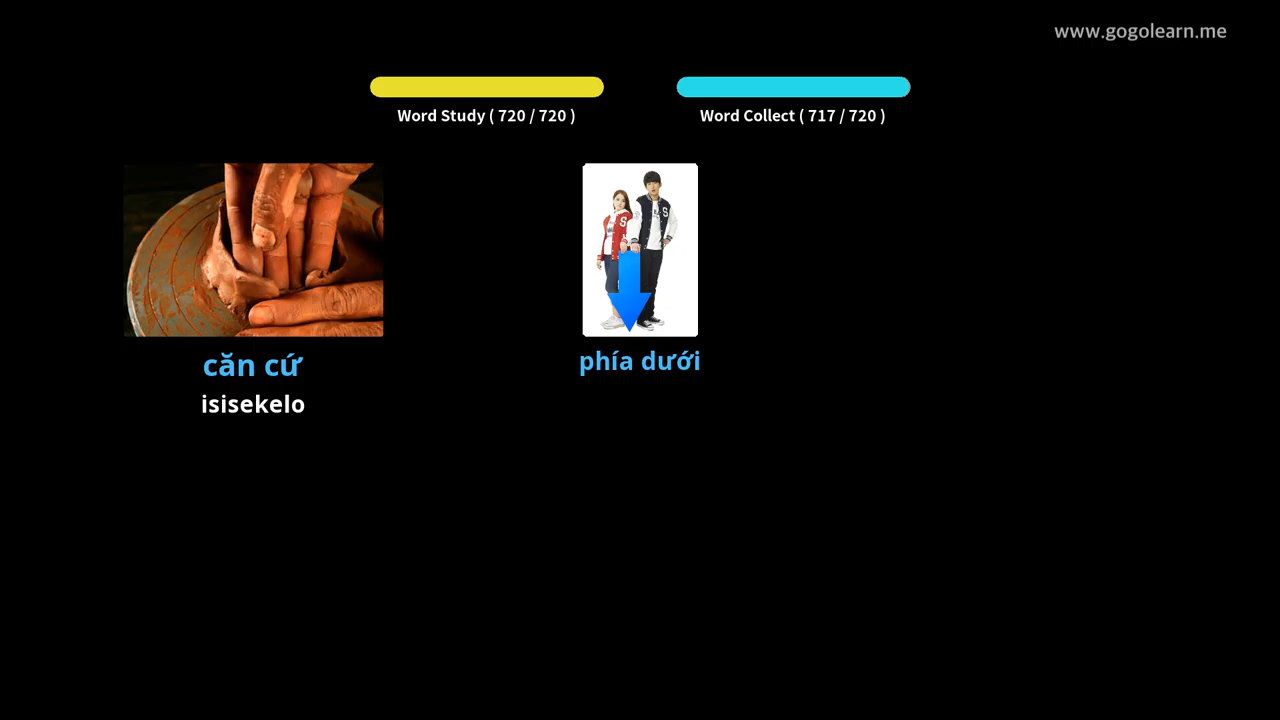 www.gogolearn.me
Word Study ( 720 / 720 )
Word Collect ( 717 / 720 )
căn cứ
isisekelo
phía dưới